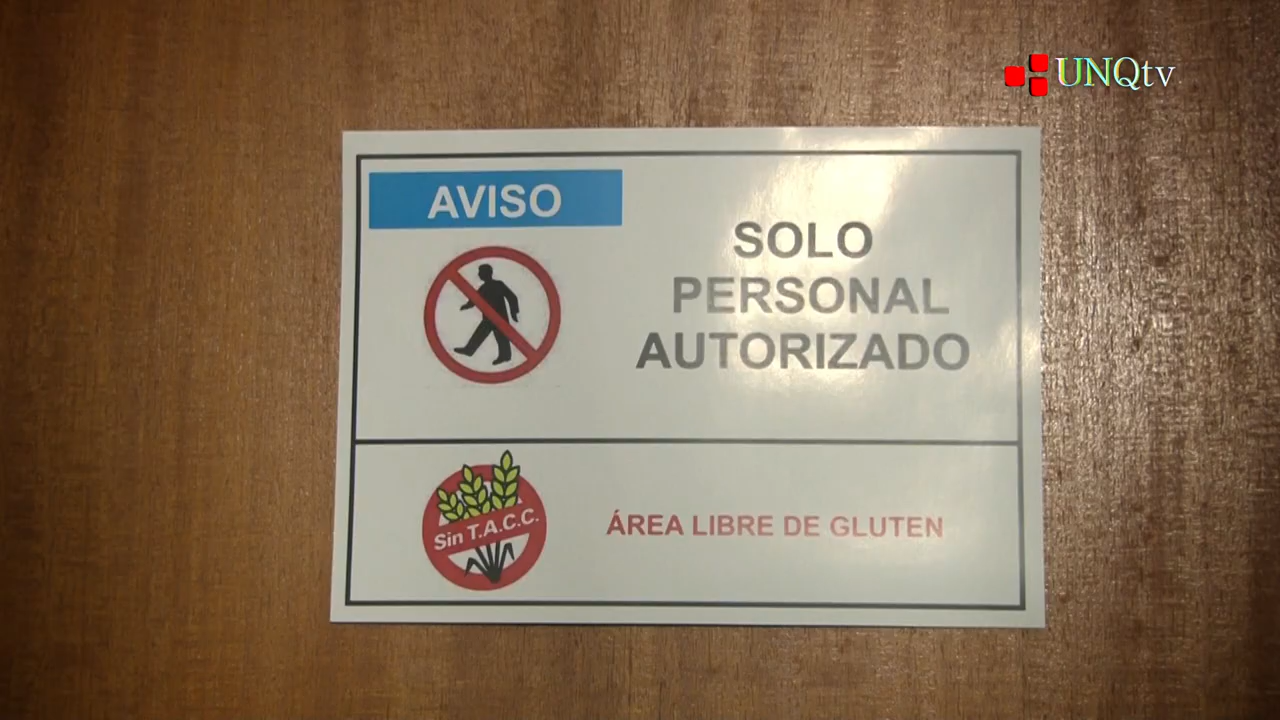 UNQtv
AVISO
SOLO
PERSONAL
AUTORIZADO
Sin T.A.C.C.
ÁREA LIBRE DE GLUTEN